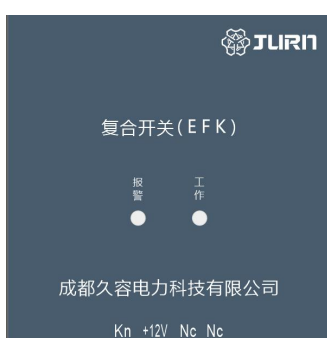 JURN
复合开关(EFK)
报警 工作
成都久容电力科技有限公司
Kn +12V Nc Nc